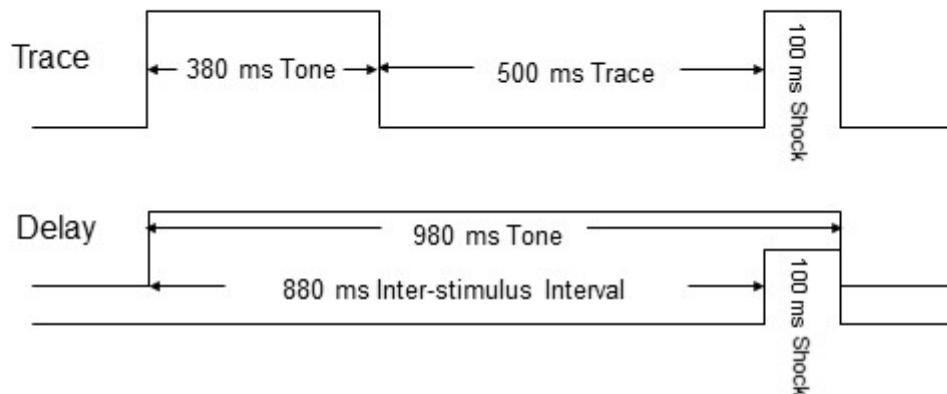 Trace
380 ms Tone
500 ms Trace
100 ms Shock
Delay
980 ms Tone
880 ms Inter-stimulus Interval
100 ms Shock